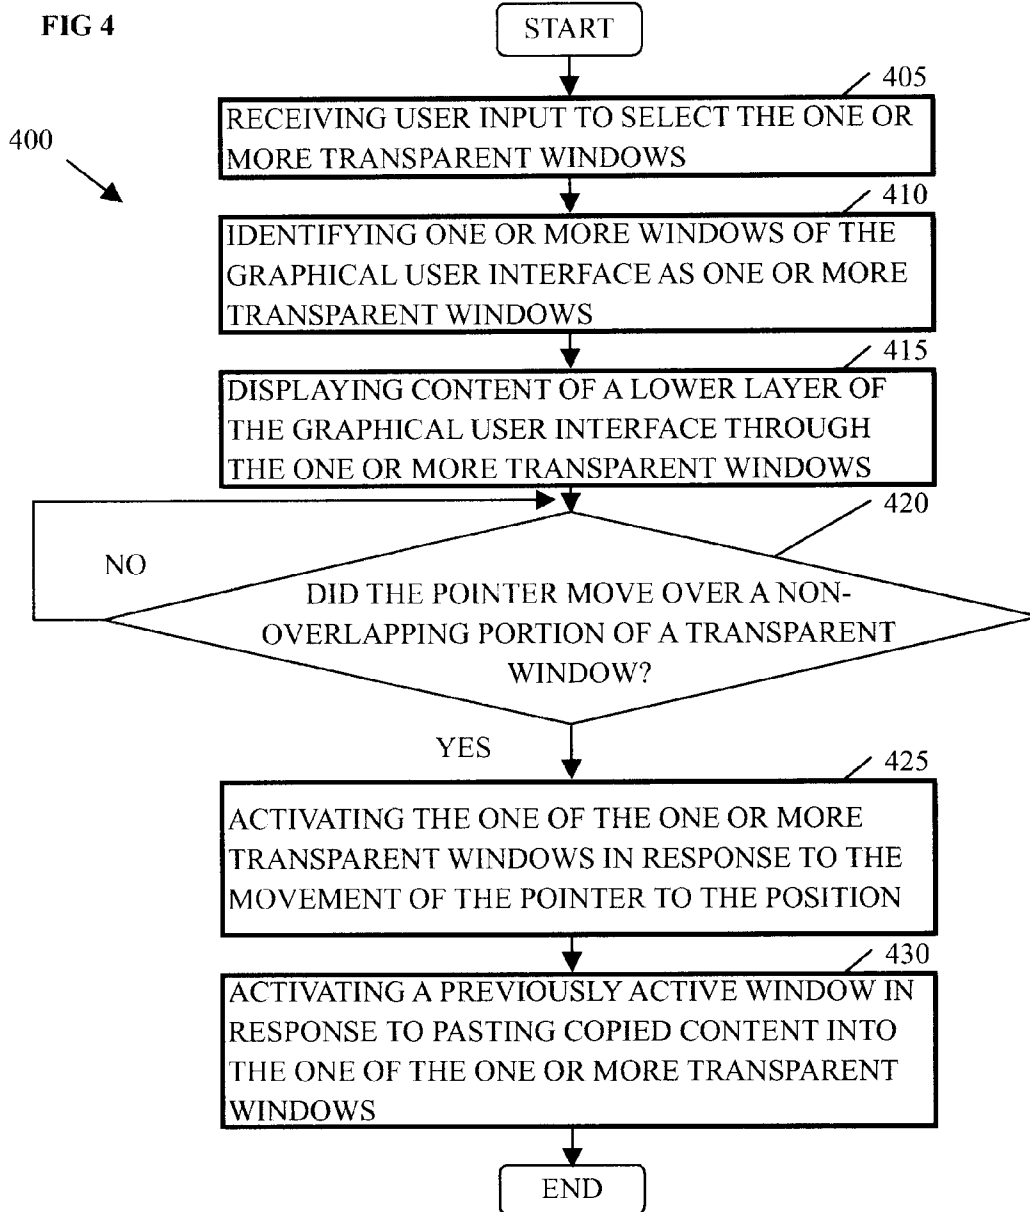 FIG 4
START
405
RECEIVING USER INPUT TO SELECT THE ONE OR
MORE TRANSPARENT WINDOWS
400
410
IDENTIFYING ONE OR MORE WINDOWS OF THE
GRAPHICAL USER INTERFACE AS ONE OR MORE
TRANSPARENT WINDOWS
415
DISPLAYING CONTENT OF A LOWER LAYER OF
THE GRAPHICAL USER INTERFACE THROUGH
THE ONE OR MORE TRANSPARENT WINDOWS
420
NO
DID THE POINTER MOVE OVER A NON-
OVERLAPPING PORTION OF A TRANSPARENT
WINDOW?
YES
425
ACTIVATING THE ONE OF THE ONE OR MORE
TRANSPARENT WINDOWS IN RESPONSE TO THE
MOVEMENT OF THE POINTER TO THE POSITION
430
ACTIVATING A PREVIOUSLY ACTIVE WINDOW IN
RESPONSE TO PASTING COPIED CONTENT INTO
THE ONE OF THE ONE OR MORE TRANSPARENT
WINDOWS
END